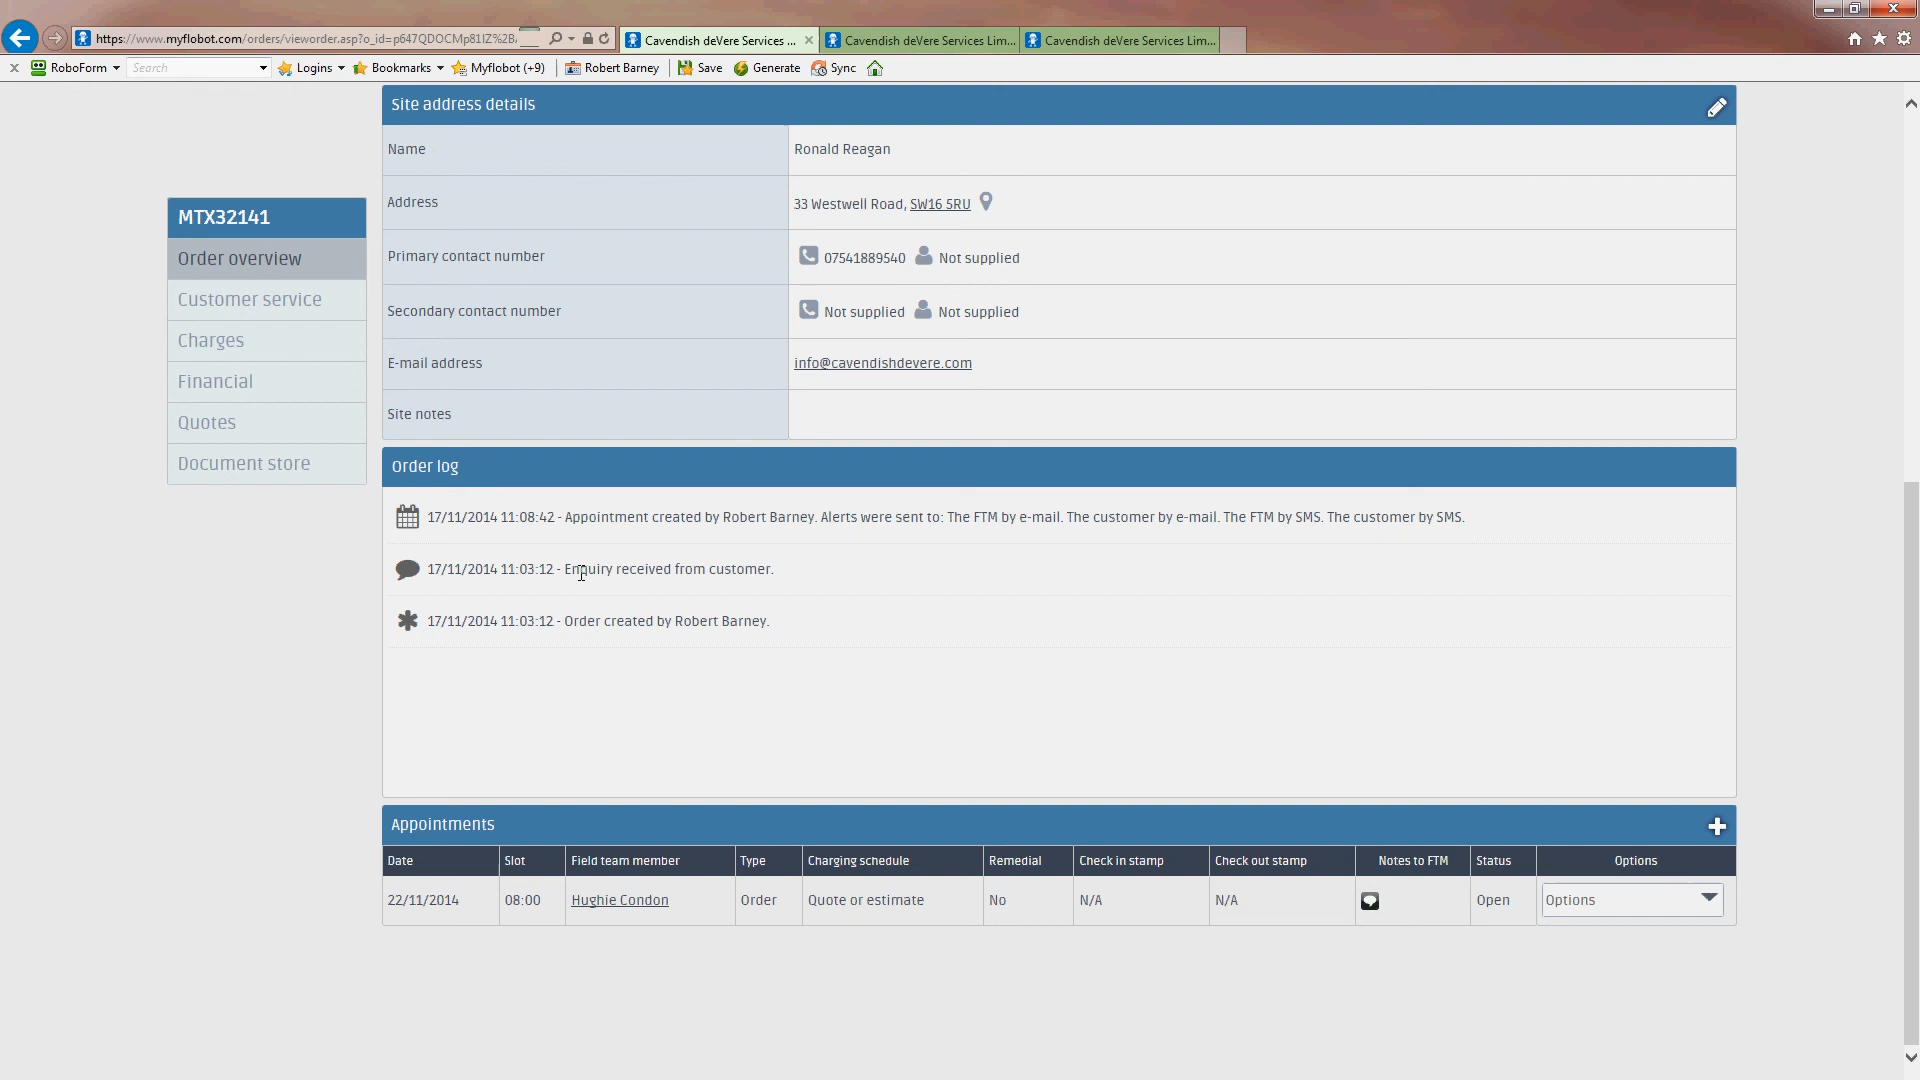 https://www.myflobot.com/orders/vieworder.asp?o_id=p647QDOCMp81IZ%2B
Cavendish deVere Services ...
Cavendish deVere Services Lim...
Cavendish deVere Services Lim...
RoboForm
Search
Logins
Bookmarks
Myflobot (+9)
Robert Barney
Save
Generate
Sync
Site address details
Name
Ronald Reagan
Address
33 Westwell Road, SW16 5RU
Primary contact number
07541889540
Not supplied
Secondary contact number
Not supplied
Not supplied
E-mail address
info@cavendishdevere.com
Site notes
MTX32141
Order overview
Customer service
Charges
Financial
Quotes
Document store
Order log
17/11/2014 11:08:42 - Appointment created by Robert Barney. Alerts were sent to: The FTM by e-mail. The customer by e-mail. The FTM by SMS. The customer by SMS.
17/11/2014 11:03:12 - Enquiry received from customer.
17/11/2014 11:03:12 - Order created by Robert Barney.
Appointments
Date Slot Field team member Type Charging schedule Remedial Check in stamp Check out stamp Notes to FTM Status Options
22/11/2014 08:00 Hughie Condon Order Quote or estimate No N/A N/A Open Options